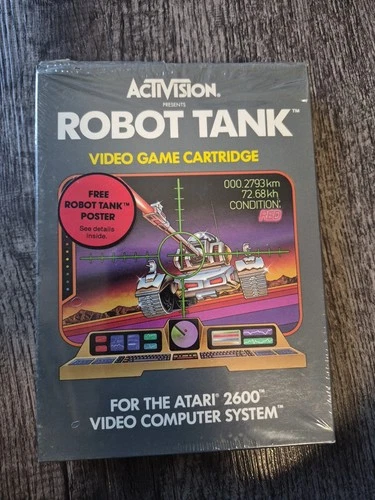 ACTIVISION®
PRESENTS
ROBOT TANK™
VIDEO GAME CARTRIDGE
FREE
ROBOT TANK™
POSTER
See details
inside.
000.2793km
72.68kh
CONDITION:
RED
FOR THE ATARI® 2600™
VIDEO COMPUTER SYSTEM™